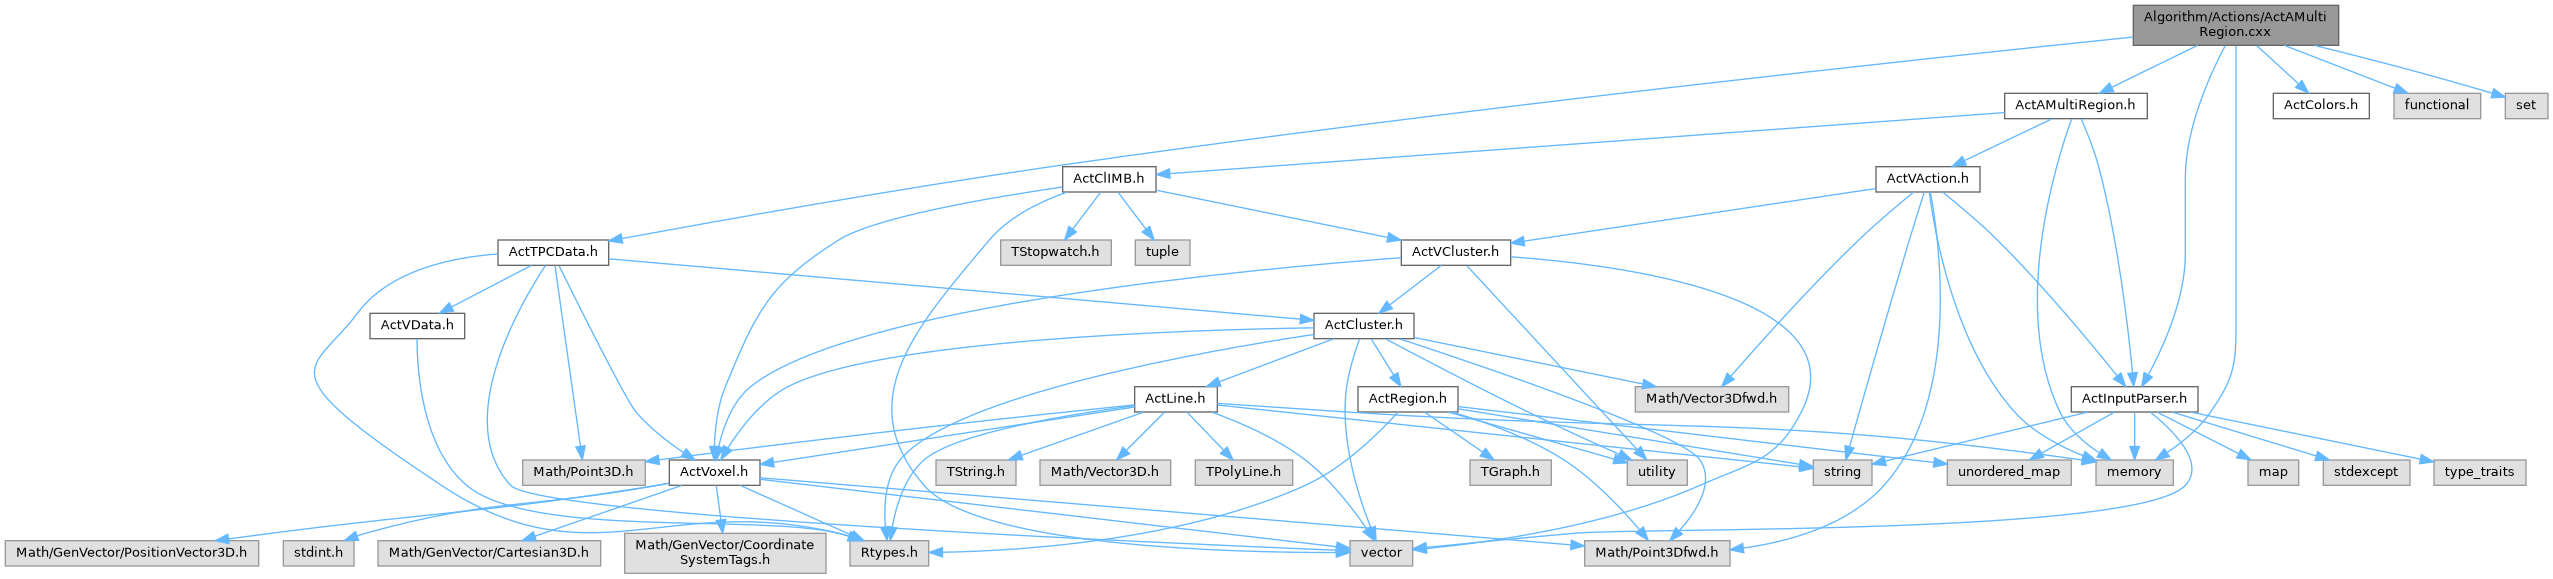 Algorithm/Actions/ActAMulti
Region.cxx
ActAMultiRegion.h
ActColors.h
functional
set
ActClIMB.h
ActVAction.h
ActTPCData.h
TStopwatch.h
tuple
ActVCluster.h
ActVData.h
ActCluster.h
ActLine.h
ActRegion.h
Math/Vector3Dfwd.h
ActInputParser.h
Math/Point3D.h
ActVoxel.h
TString.h
Math/Vector3D.h
TPolyLine.h
TGraph.h
utility
string
unordered_map
memory
map
stdexcept
type_traits
Math/GenVector/PositionVector3D.h
stdint.h
Math/GenVector/Cartesian3D.h
Math/GenVector/Coordinate
SystemTags.h
Rtypes.h
vector
Math/Point3Dfwd.h